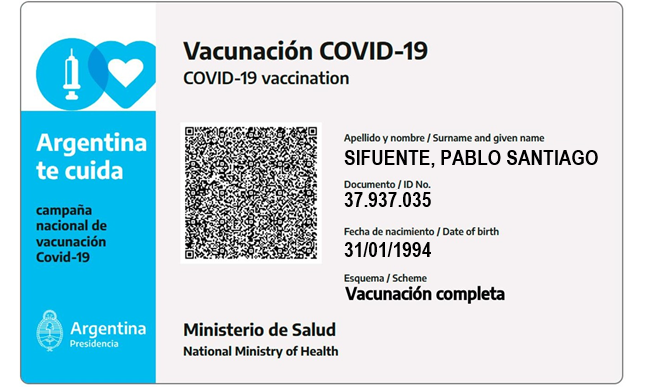 Vacunación COVID-19
COVID-19 vaccination
Argentina
te cuida
campaña
nacional de
vacunación
Covid-19
Argentina
Presidencia
Apellido y nombre / Surname and given name
SIFUENTE, PABLO SANTIAGO
Documento / ID No.
37.937.035
Fecha de nacimiento / Date of birth
31/01/1994
Esquema / Scheme
Vacunación completa
Ministerio de Salud
National Ministry of Health